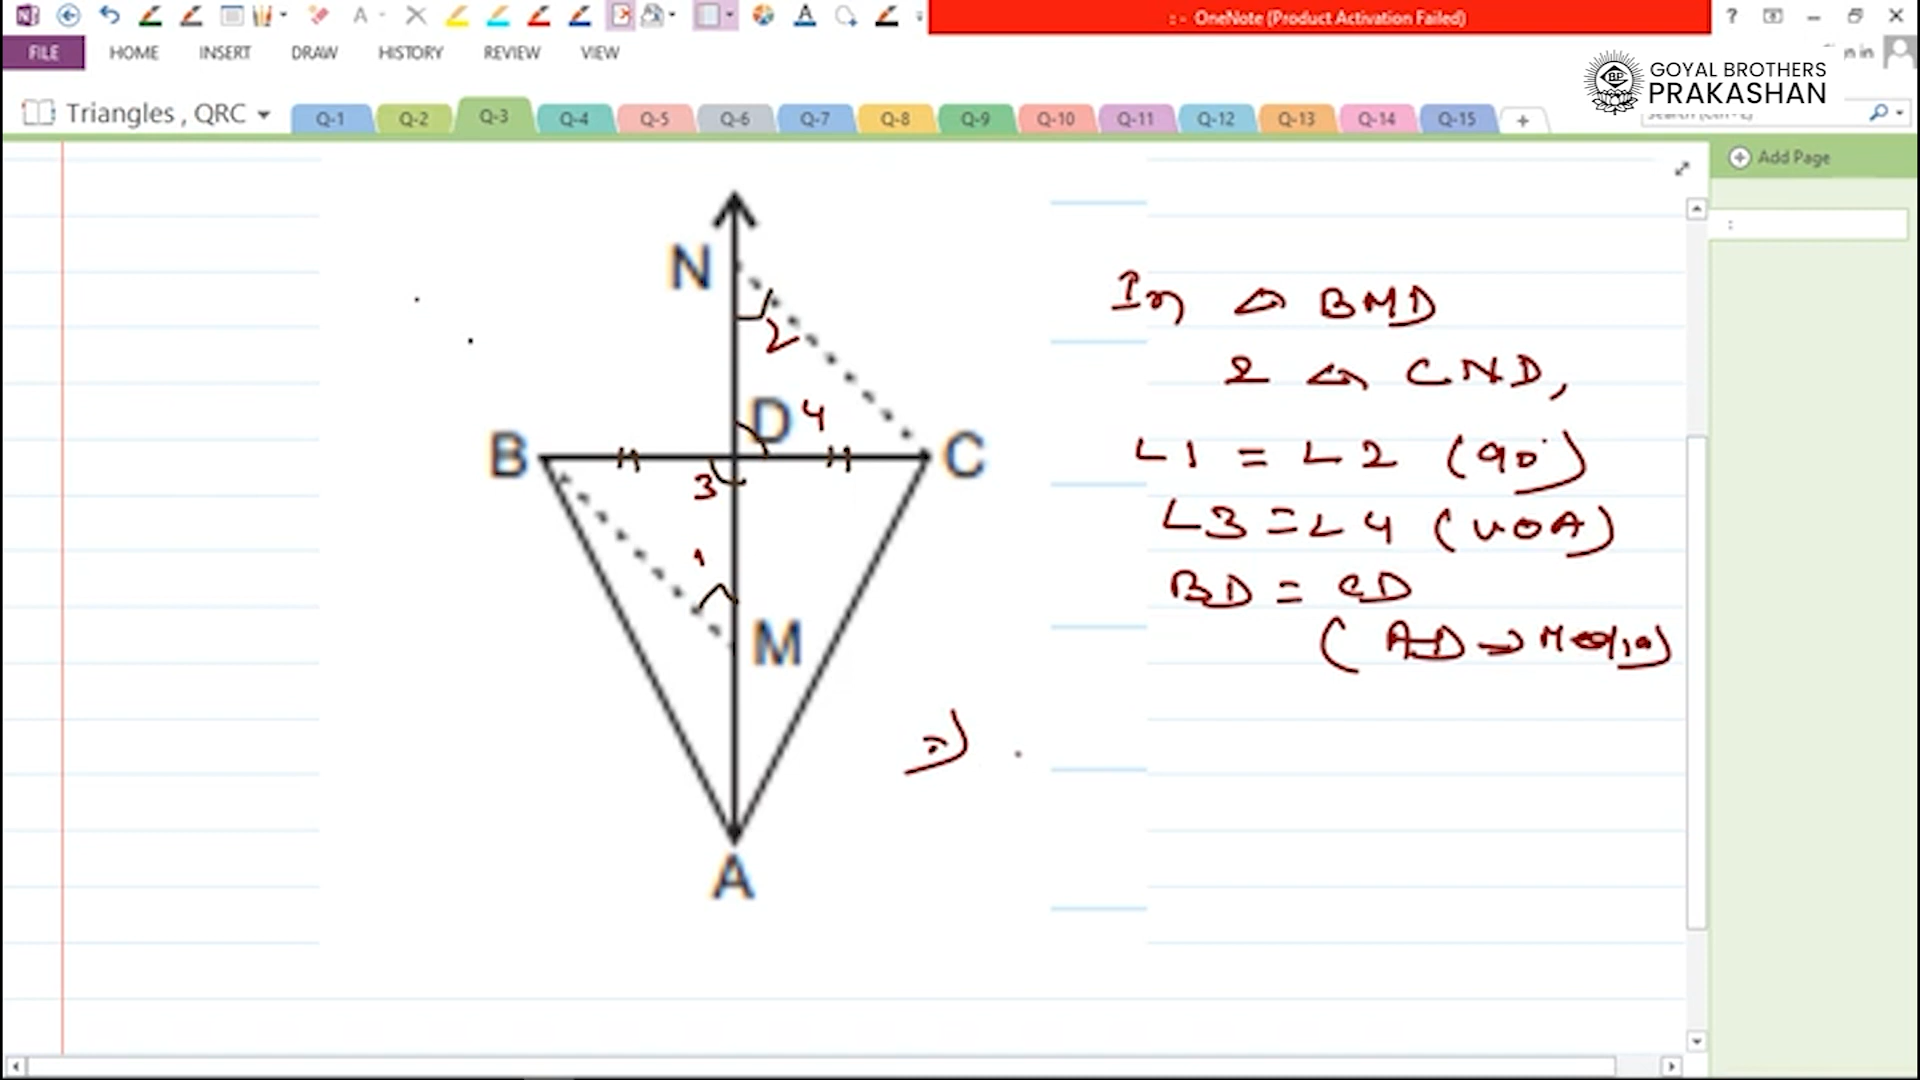 : - OneNote (Product Activation Failed)
FILE HOME INSERT DRAW HISTORY REVIEW VIEW
GOYAL BROTHERS
PRAKASHAN
Triangles , QRC Q-1 Q-2 Q-3 Q-4 Q-5 Q-6 Q-7 Q-8 Q-9 Q-10 Q-11 Q-12 Q-13 Q-14 Q-15 +
Add Page
N
2
D 4
B C
3
1
M
A
In △ BMD
& △ CND,
∠1 = ∠2 (90°)
∠3 = ∠4 (VOA)
BD = CD
(AD → Median)
⇒) .